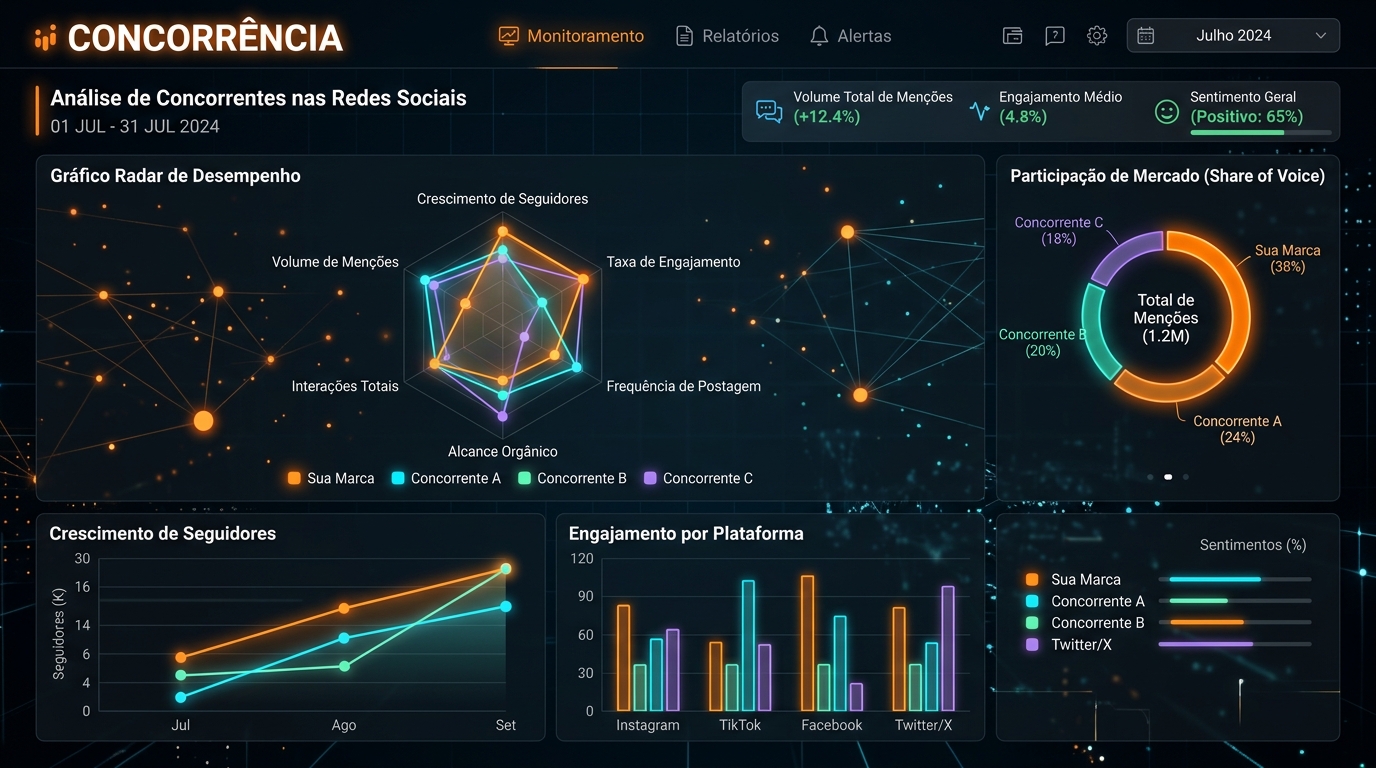 CONCORRÊNCIA
Monitoramento
Relatórios
Alertas
?
Julho 2024
Análise de Concorrentes nas Redes Sociais
01 JUL - 31 JUL 2024
Volume Total de Menções
(+12.4%)
Engajamento Médio
(4.8%)
Sentimento Geral
(Positivo: 65%)
Gráfico Radar de Desempenho
Crescimento de Seguidores
Volume de Menções
Taxa de Engajamento
Interações Totais
Frequência de Postagem
Alcance Orgânico
Sua Marca
Concorrente A
Concorrente B
Concorrente C
Participação de Mercado (Share of Voice)
Concorrente C
(18%)
Sua Marca
(38%)
Total de
Menções
(1.2M)
Concorrente B
(20%)
Concorrente A
(24%)
Crescimento de Seguidores
Seguidores (K)
30
16
14
6
4
0
Jul
Ago
Set
Engajamento por Plataforma
120
90
60
30
0
Instagram
TikTok
Facebook
Twitter/X
Sentimentos (%)
Sua Marca
Concorrente A
Concorrente B
Twitter/X